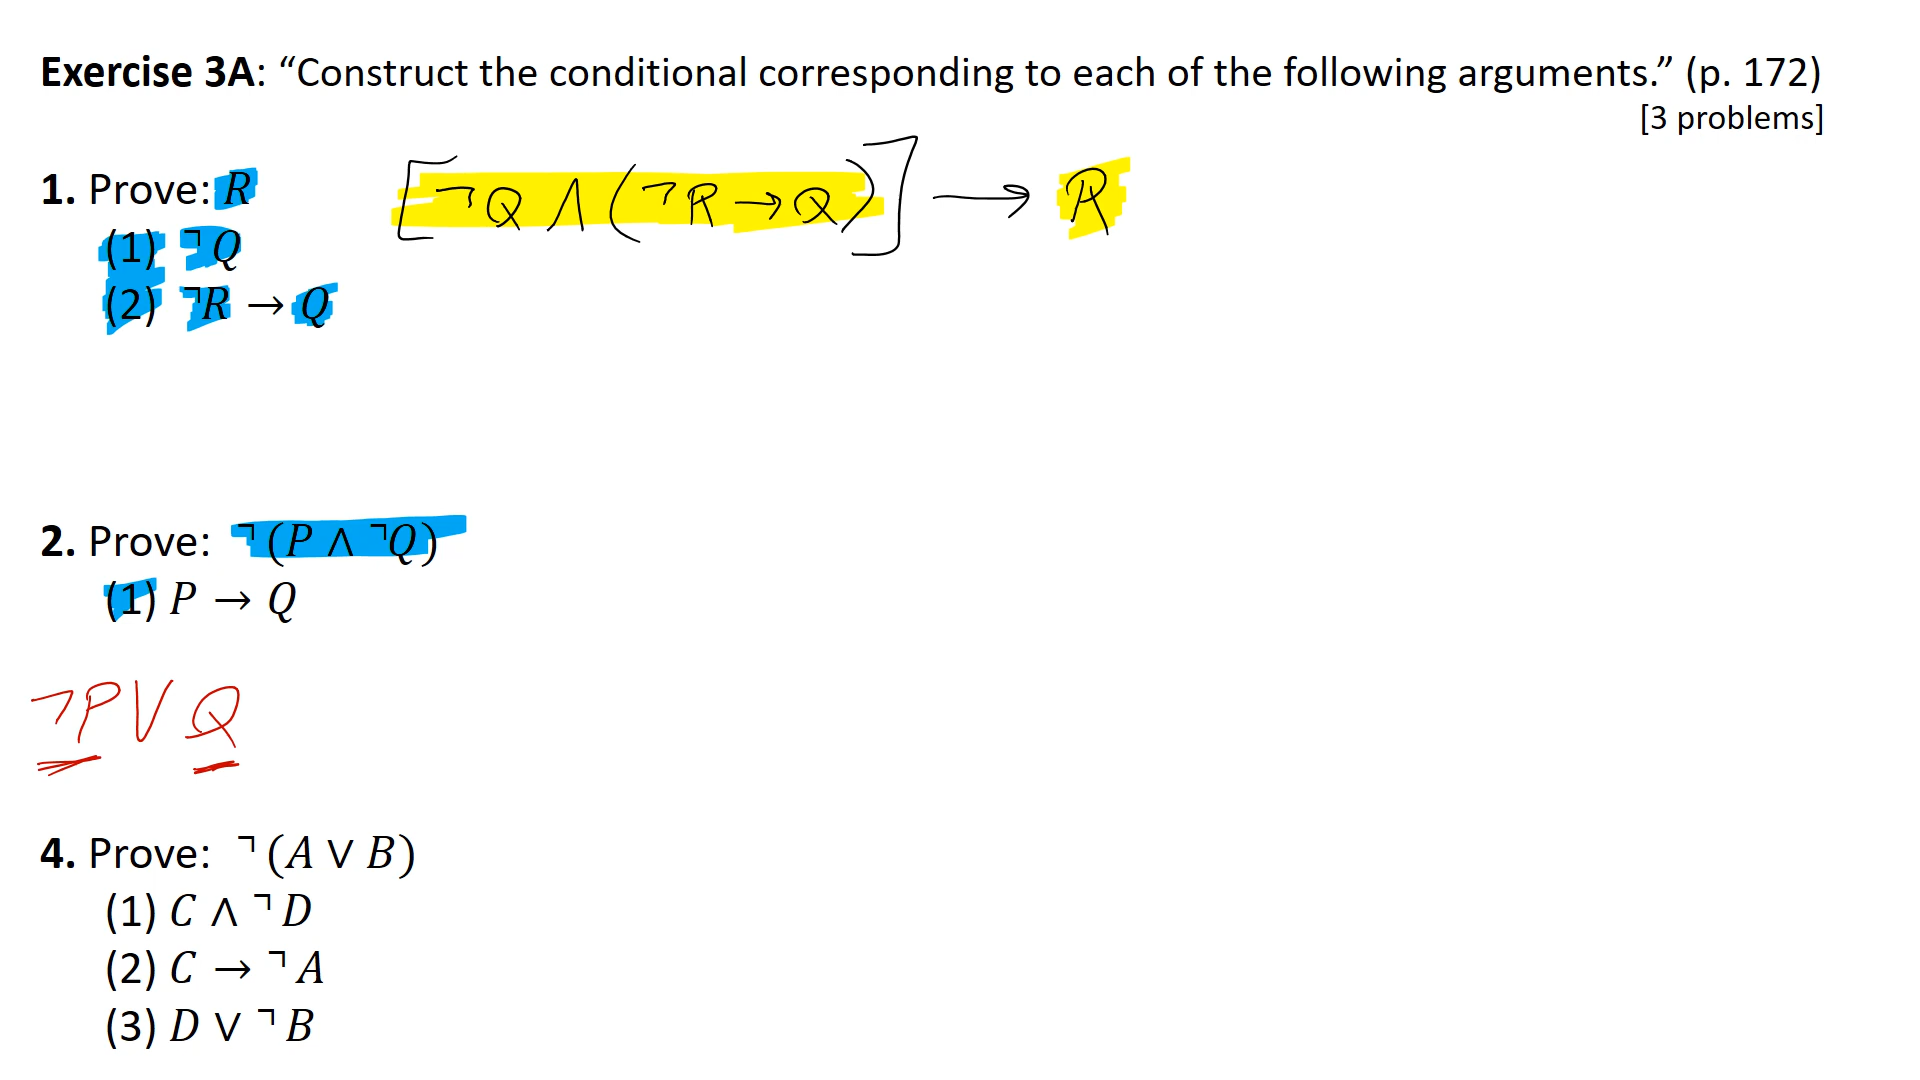 Exercise 3A: “Construct the conditional corresponding to each of the following arguments.” (p. 172)
[3 problems]
1. Prove: R
[¬Q ∧ (¬R → Q)] → R
(1) ¬Q
(2) ¬R → Q
2. Prove: ¬(P ∧ ¬Q)
(1) P → Q
¬P ∨ Q
4. Prove: ¬(A ∨ B)
(1) C ∧ ¬D
(2) C → ¬A
(3) D ∨ ¬B